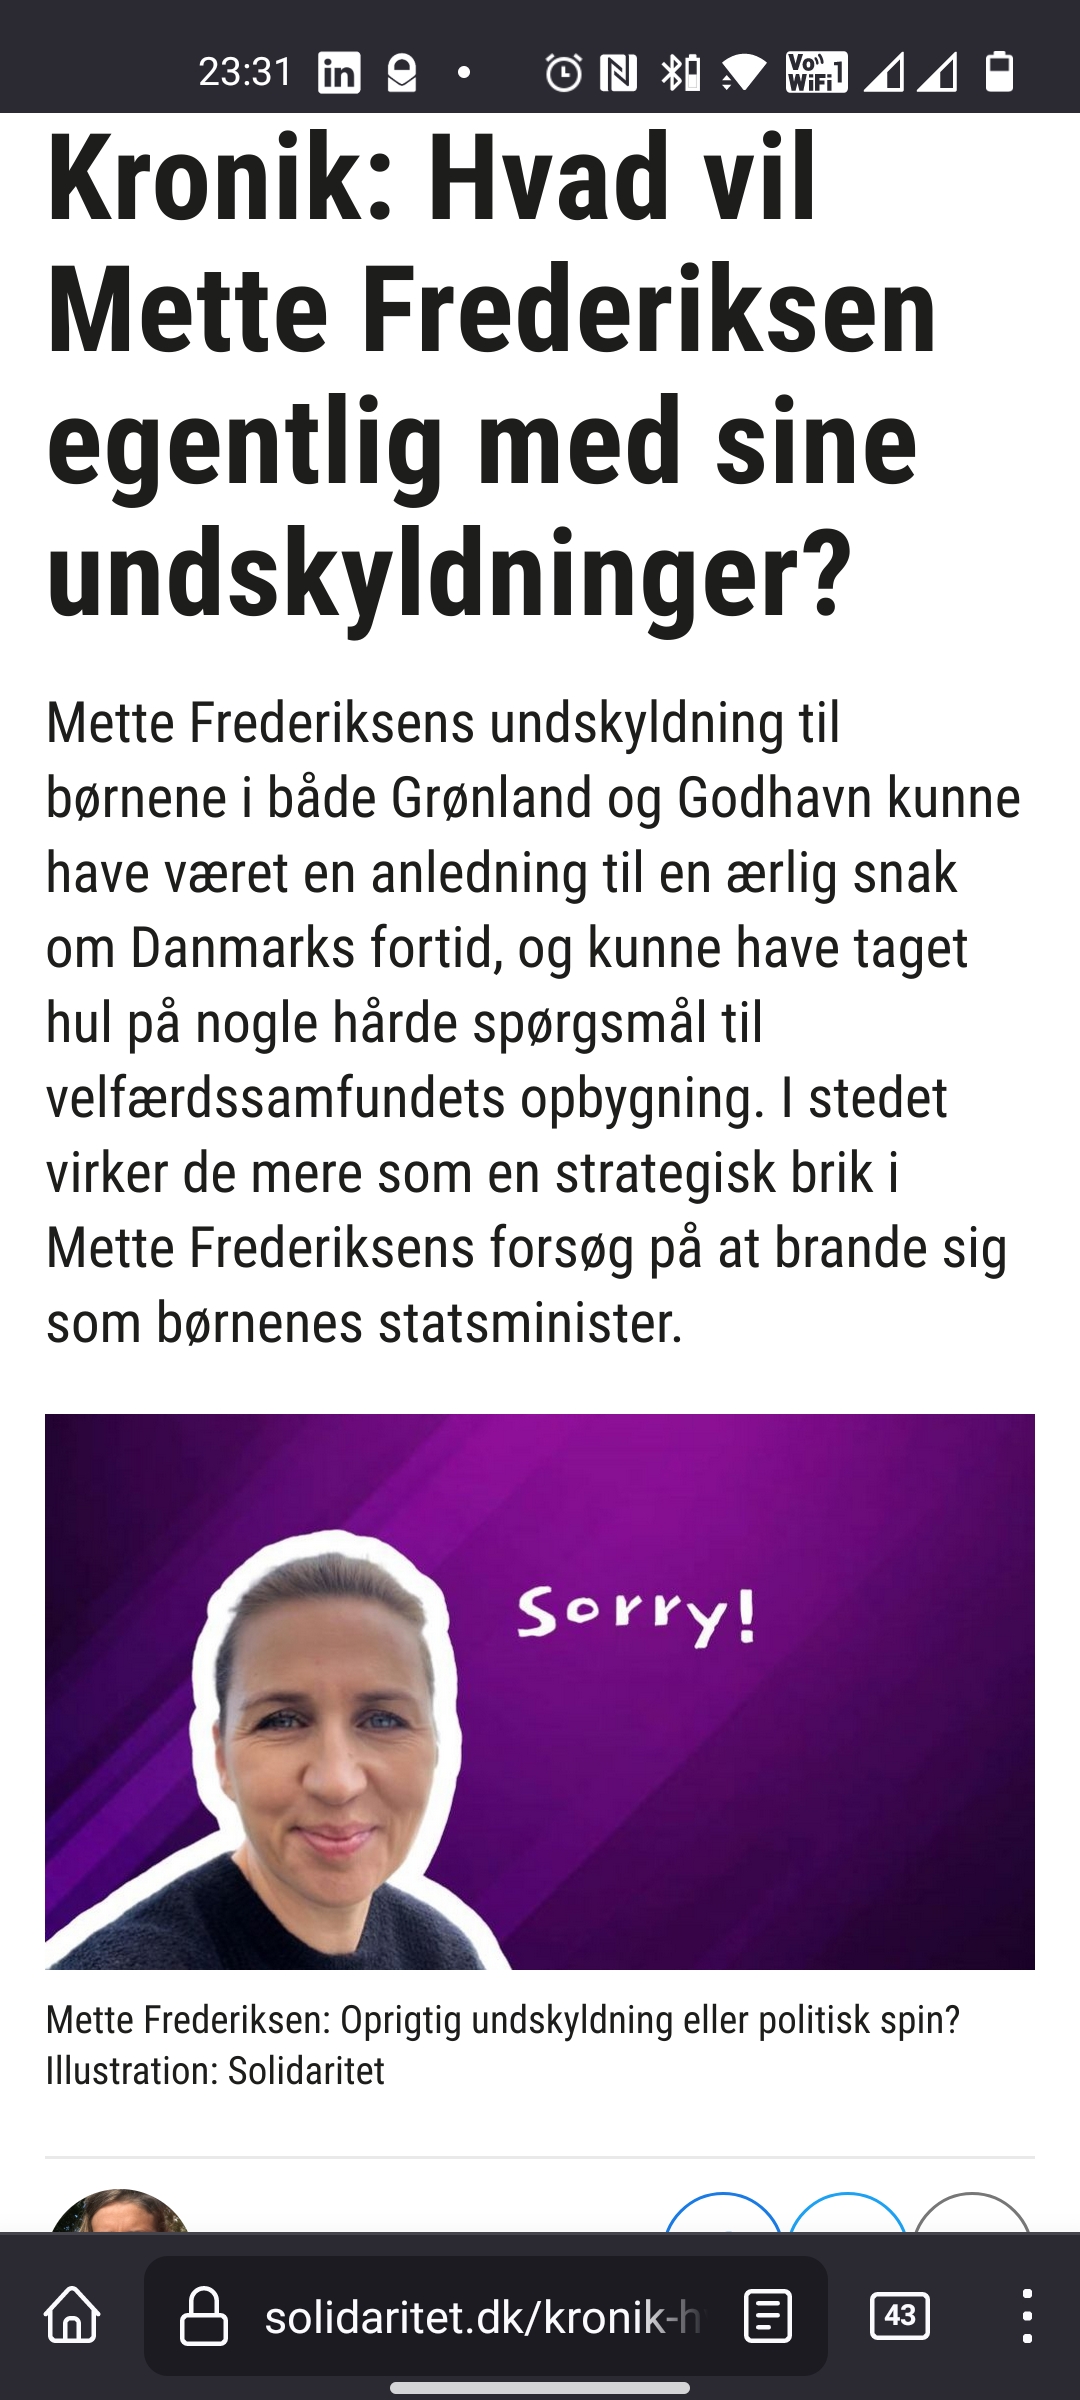 23:31
Vo WiFi 1
Kronik: Hvad vil
Mette Frederiksen
egentlig med sine
undskyldninger?
Mette Frederiksens undskyldning til
børnene i både Grønland og Godhavn kunne
have været en anledning til en ærlig snak
om Danmarks fortid, og kunne have taget
hul på nogle hårde spørgsmål til
velfærdssamfundets opbygning. I stedet
virker de mere som en strategisk brik i
Mette Frederiksens forsøg på at brande sig
som børnenes statsminister.
Sorry!
Mette Frederiksen: Oprigtig undskyldning eller politisk spin?
Illustration: Solidaritet
solidaritet.dk/kronik-h
43